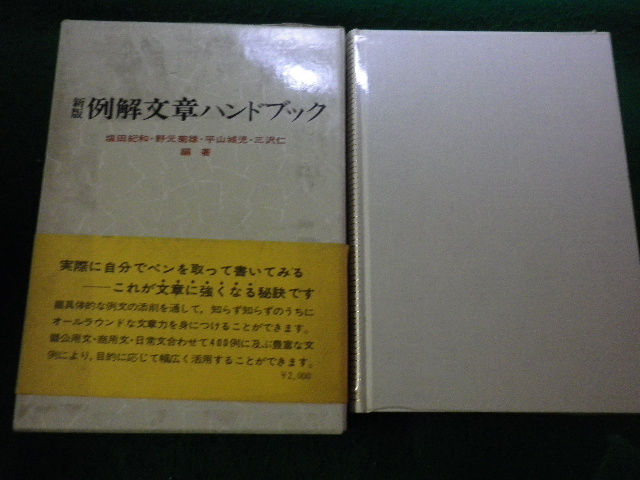 新版 例解文章ハンドブック
塩田紀和・野元菊雄・平山城児・三沢仁
編著
実際に自分でペンを取って書いてみる
――これが文章に強くなる秘訣です
■具体的な例文の添削を通して，知らず知らずのうちに
オールラウンドな文章力を身につけることができます。
■公用文・商用文・日常文合わせて400例に及ぶ豊富な文
例により，目的に応じて幅広く活用することができます。
￥2,000